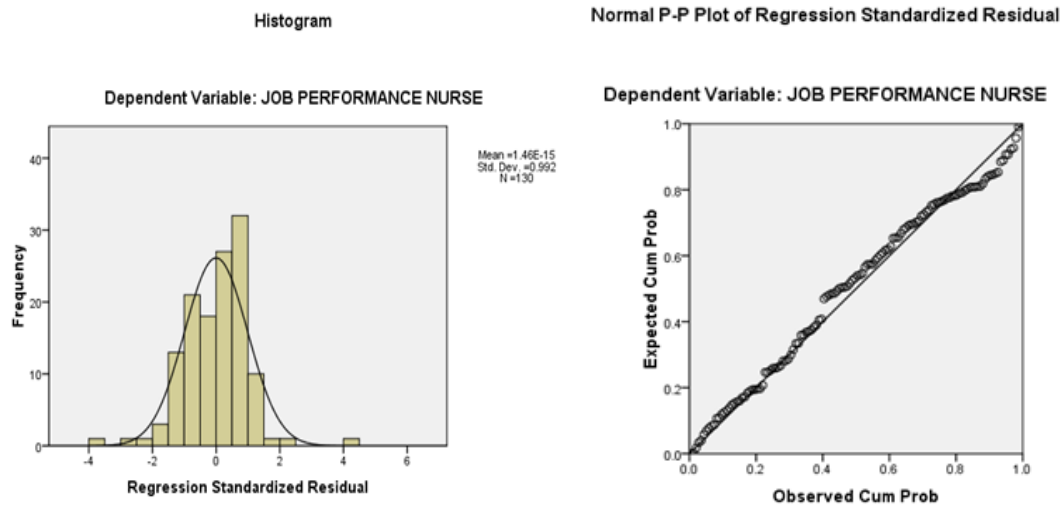 Histogram
Dependent Variable: JOB PERFORMANCE NURSE
Mean =1.46E-15
Std. Dev. =0.992
N =130
40
30
20
10
0
Frequency
-4 -2 0 2 4 6
Regression Standardized Residual
Normal P-P Plot of Regression Standardized Residual
Dependent Variable: JOB PERFORMANCE NURSE
1.0
0.8
0.6
0.4
0.2
0.0
Expected Cum Prob
0.0 0.2 0.4 0.6 0.8 1.0
Observed Cum Prob